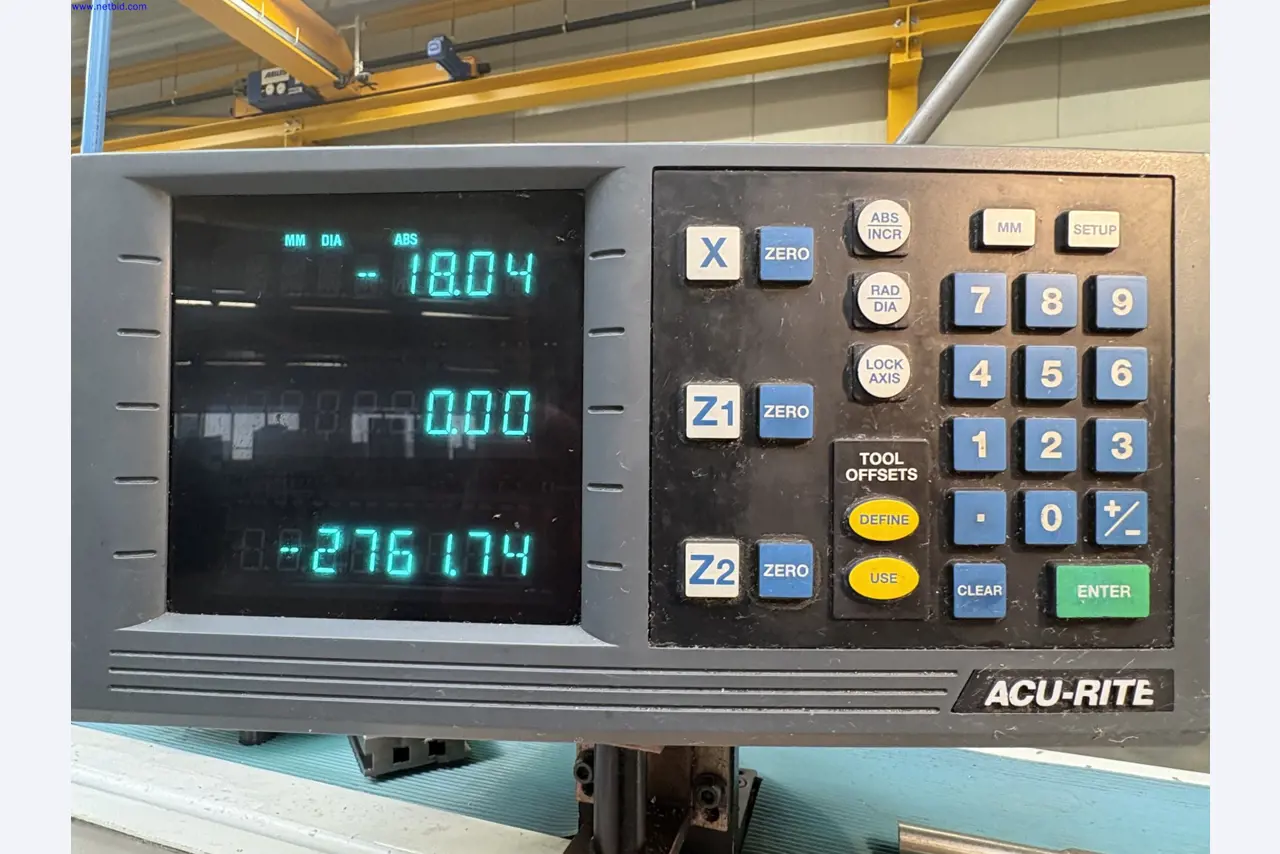 www.netbid.com
ABUS
MM DIA ABS
-18.04
0.00
-2761.74
X ZERO
Z1 ZERO
Z2 ZERO
ABS
INCR
RAD
DIA
LOCK
AXIS
TOOL
OFFSETS
DEFINE
USE
MM SETUP
7 8 9
4 5 6
1 2 3
. 0 +/-
CLEAR ENTER
ACU-RITE